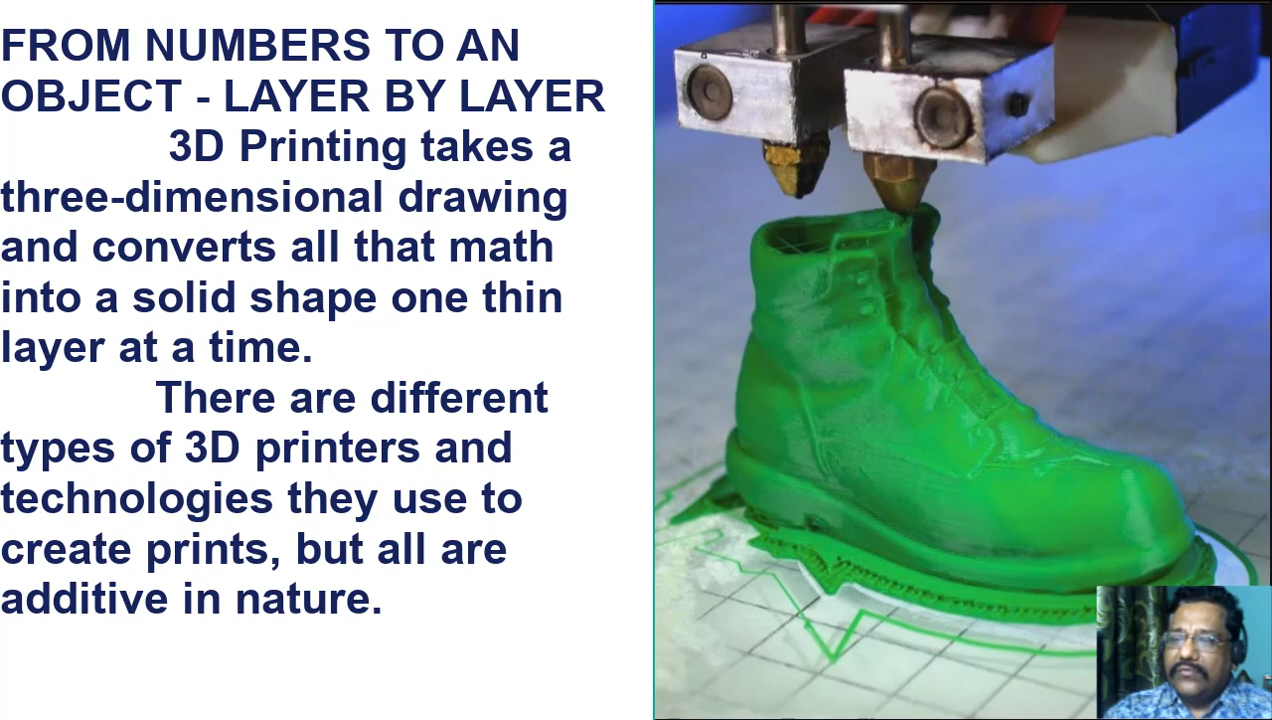 FROM NUMBERS TO AN
OBJECT - LAYER BY LAYER
3D Printing takes a
three-dimensional drawing
and converts all that math
into a solid shape one thin
layer at a time.
There are different
types of 3D printers and
technologies they use to
create prints, but all are
additive in nature.